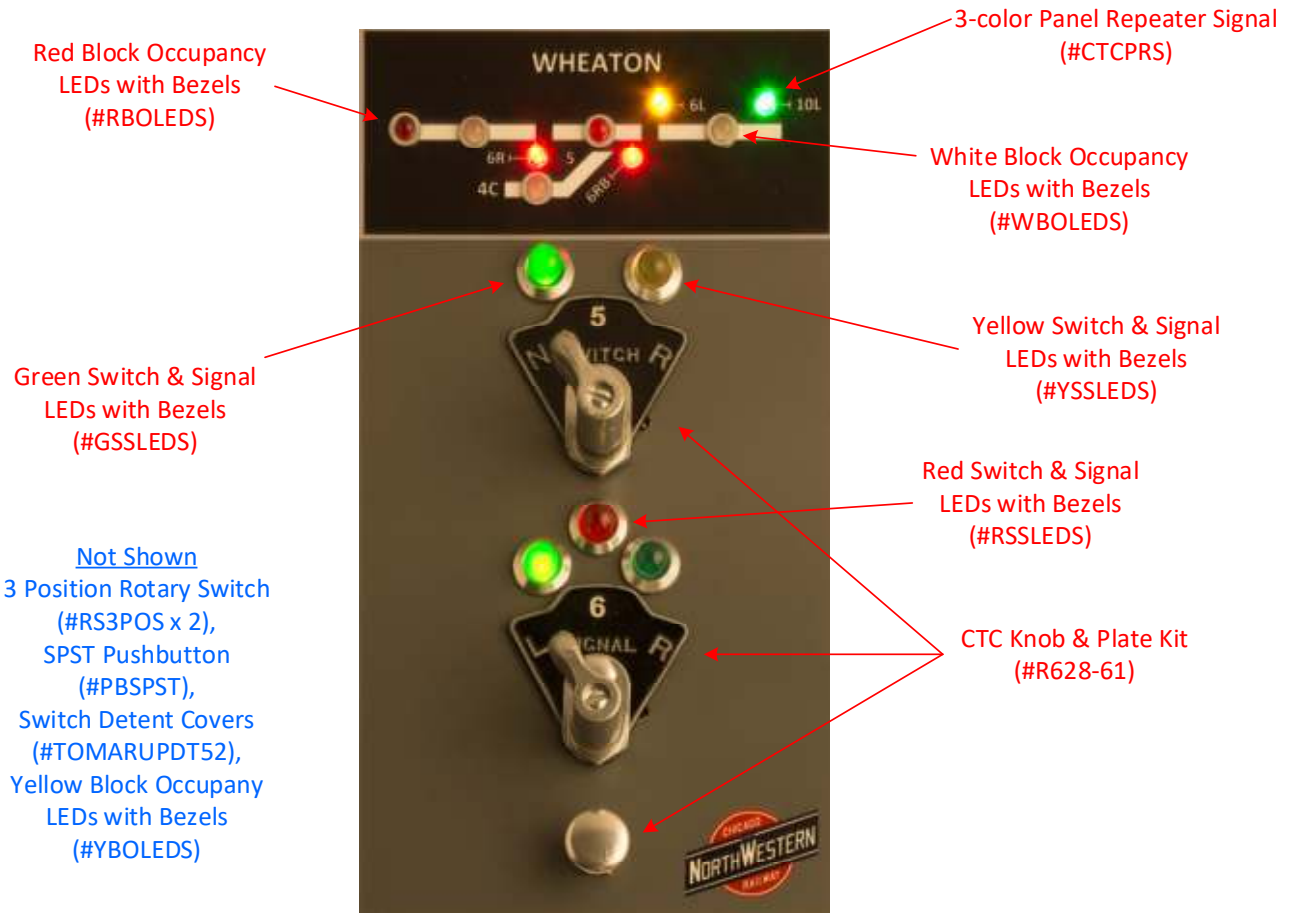 3-color Panel Repeater Signal
(#CTCPRS)
Red Block Occupancy
LEDs with Bezels
(#RBOLEDS)
WHEATON
6L
10L
6R
5
4C
6RB
White Block Occupancy
LEDs with Bezels
(#WBOLEDS)
Green Switch & Signal
LEDs with Bezels
(#GSSLEDS)
5
N
R
Yellow Switch & Signal
LEDs with Bezels
(#YSSLEDS)
Red Switch & Signal
LEDs with Bezels
(#RSSLEDS)
Not Shown
3 Position Rotary Switch
(#RS3POS x 2),
SPST Pushbutton
(#PBSPST),
Switch Detent Covers
(#TOMARUPDT52),
Yellow Block Occupany
LEDs with Bezels
(#YBOLEDS)
6
L
R
CTC Knob & Plate Kit
(#R628-61)
CHICAGO
NORTHWESTERN
RAILWAY